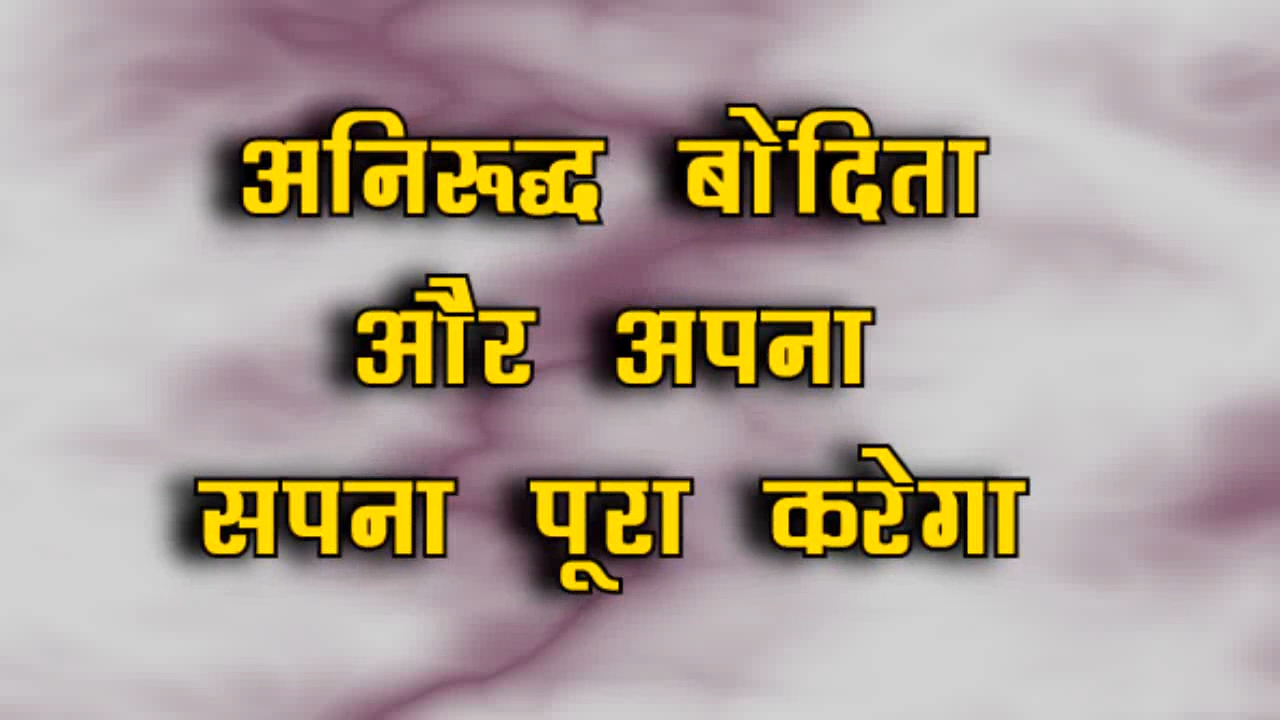 अनिरूद्ध बोंदिता
और अपना
सपना पूरा करेगा